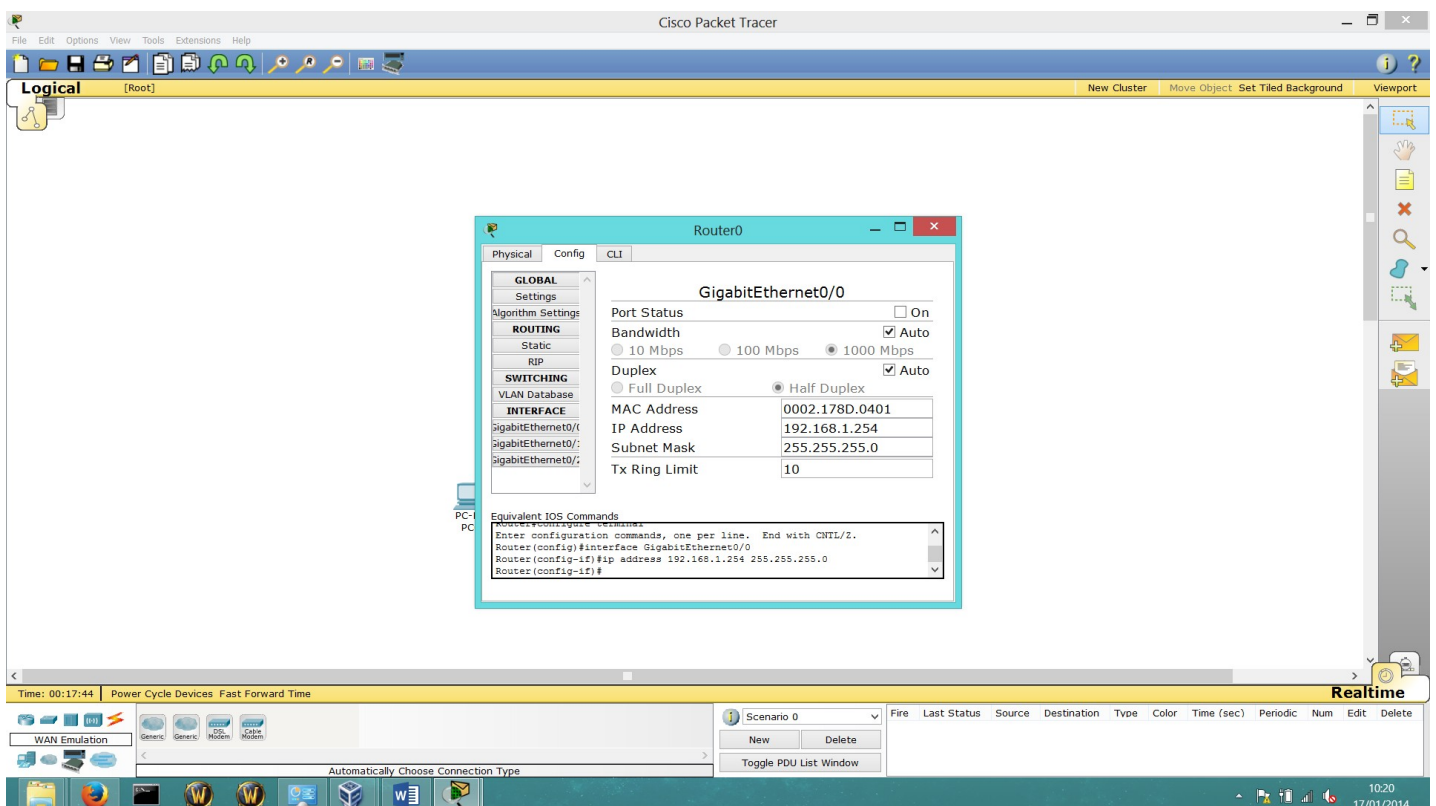 Cisco Packet Tracer
File Edit Options View Tools Extensions Help
Logical [Root] New Cluster Move Object Set Tiled Background Viewport
Router0
Physical Config CLI
GLOBAL
Settings
Algorithm Settings
ROUTING
Static
RIP
SWITCHING
VLAN Database
INTERFACE
GigabitEthernet0/
GigabitEthernet0/
GigabitEthernet0/
GigabitEthernet0/0
Port Status On
Bandwidth Auto
10 Mbps 100 Mbps 1000 Mbps
Duplex Auto
Full Duplex Half Duplex
MAC Address 0002.178D.0401
IP Address 192.168.1.254
Subnet Mask 255.255.255.0
Tx Ring Limit 10
PC-
PC
Equivalent IOS Commands
Router#configure terminal
Enter configuration commands, one per line. End with CNTL/Z.
Router(config)#interface GigabitEthernet0/0
Router(config-if)#ip address 192.168.1.254 255.255.255.0
Router(config-if)#
Time: 00:17:44 Power Cycle Devices Fast Forward Time Realtime
WAN Emulation
Generic Generic DSL Modem Cable Modem
Automatically Choose Connection Type
Scenario 0
New Delete
Toggle PDU List Window
Fire Last Status Source Destination Type Color Time (sec) Periodic Num Edit Delete
10:20
17/01/2014